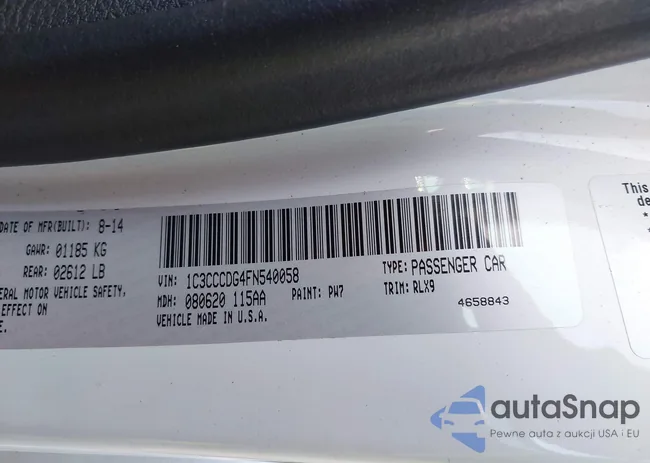 DATE OF MFR(BUILT): 8-14
GAWR: 01185 KG
REAR: 02612 LB
ERAL MOTOR VEHICLE SAFETY,
EFFECT ON
E.
VIN: 1C3CCCDG4FN540058
TYPE: PASSENGER CAR
MDH: 080620 115AA
PAINT: PW7
TRIM: RLX9
VEHICLE MADE IN U.S.A.
4658843
This
de
*
*
autaSnap
Pewne auta z aukcji USA i EU